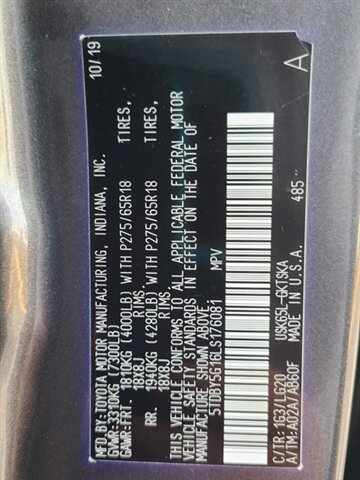 MFD. BY:TOYOTA MOTOR MANUFACTURING, INDIANA, INC. 10/19
GVWR:3310KG (7300LB)
GAWR:FRT. 1810KG (4000LB) WITH P275/65R18 TIRES,
18X8J RIMS,
RR. 1940KG (4280LB) WITH P275/65R18 TIRES,
18X8J RIMS,
THIS VEHICLE CONFORMS TO ALL APPLICABLE FEDERAL MOTOR
VEHICLE SAFETY STANDARDS IN EFFECT ON THE DATE OF
MANUFACTURE SHOWN ABOVE.
5TDBY5G16LS176081 MPV
A
485
USK65L-GKTSKA
C/TR:1G3/LG20 MADE IN U.S.A.
A/TM:A02A/AB60F